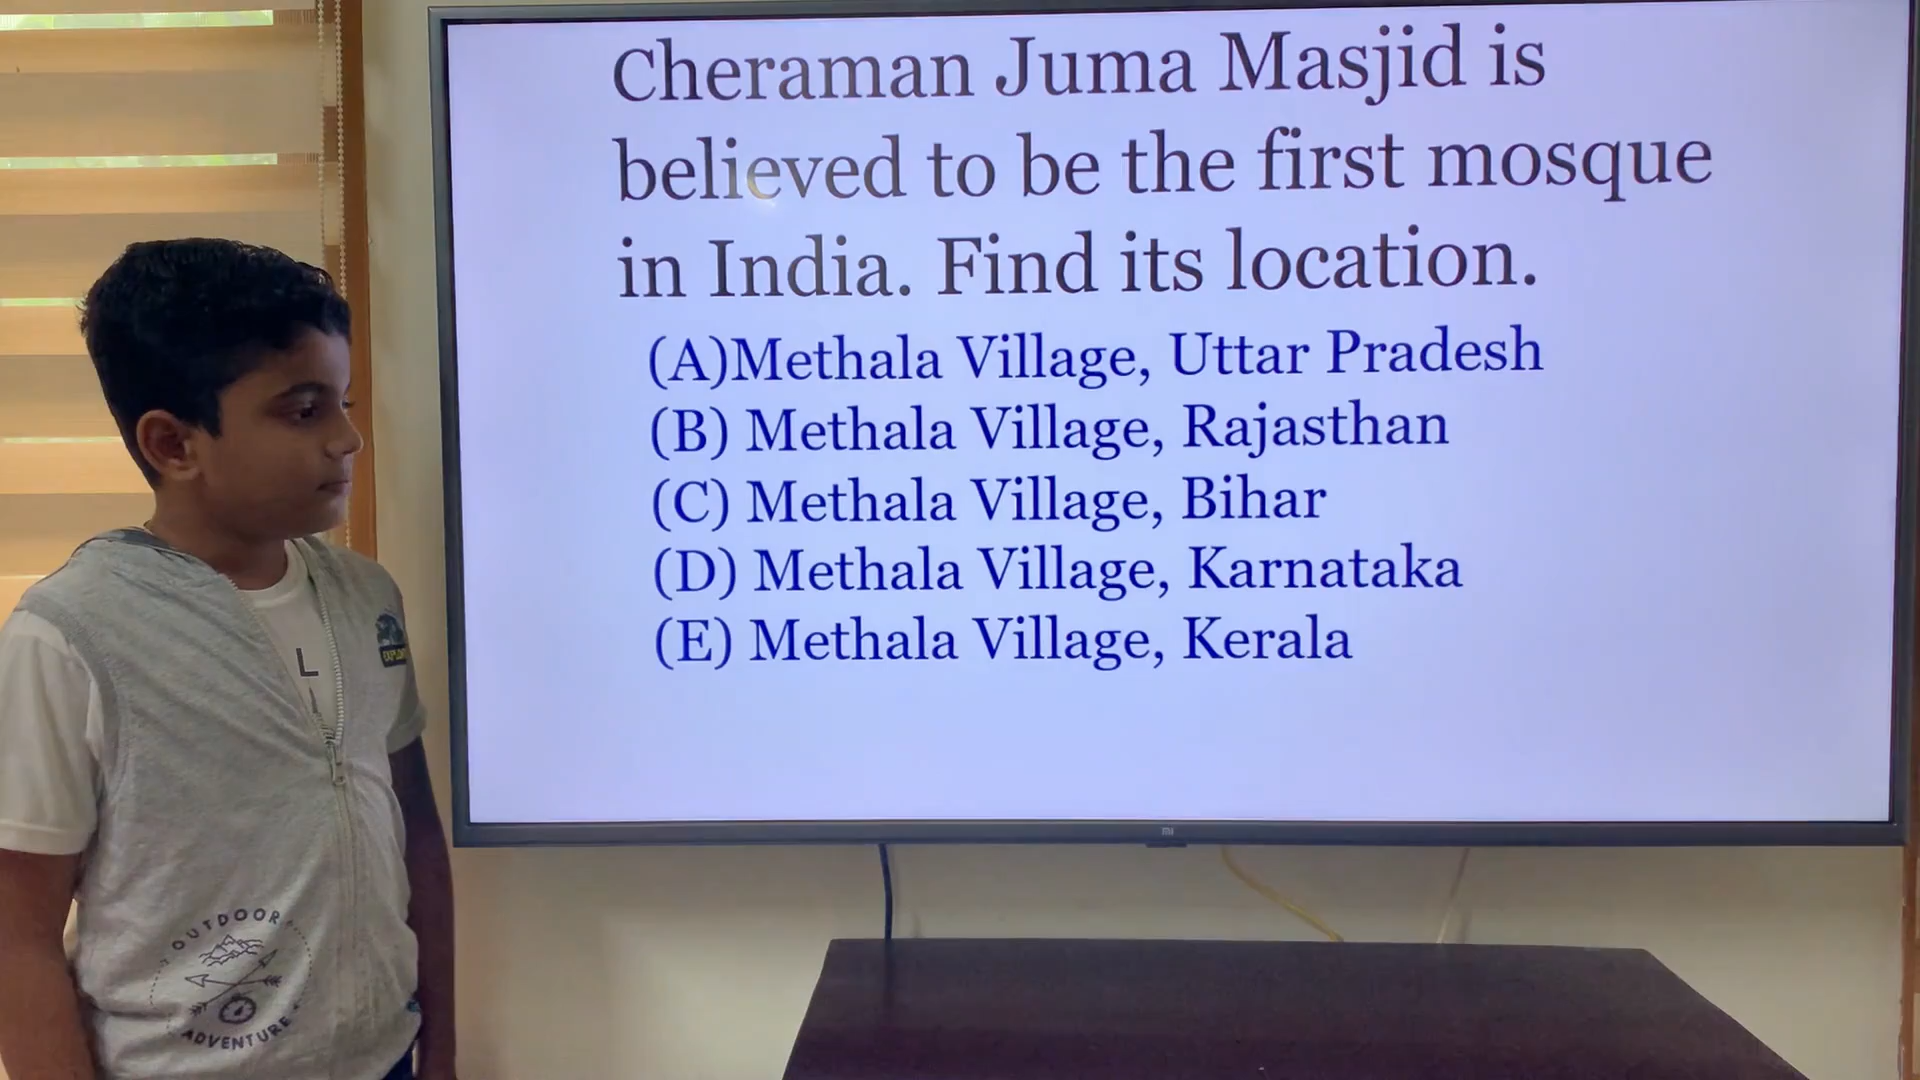 Cheraman Juma Masjid is
believed to be the first mosque
in India. Find its location.
(A)Methala Village, Uttar Pradesh
(B) Methala Village, Rajasthan
(C) Methala Village, Bihar
(D) Methala Village, Karnataka
(E) Methala Village, Kerala
mi
L
OUTDOOR
ADVENTURE